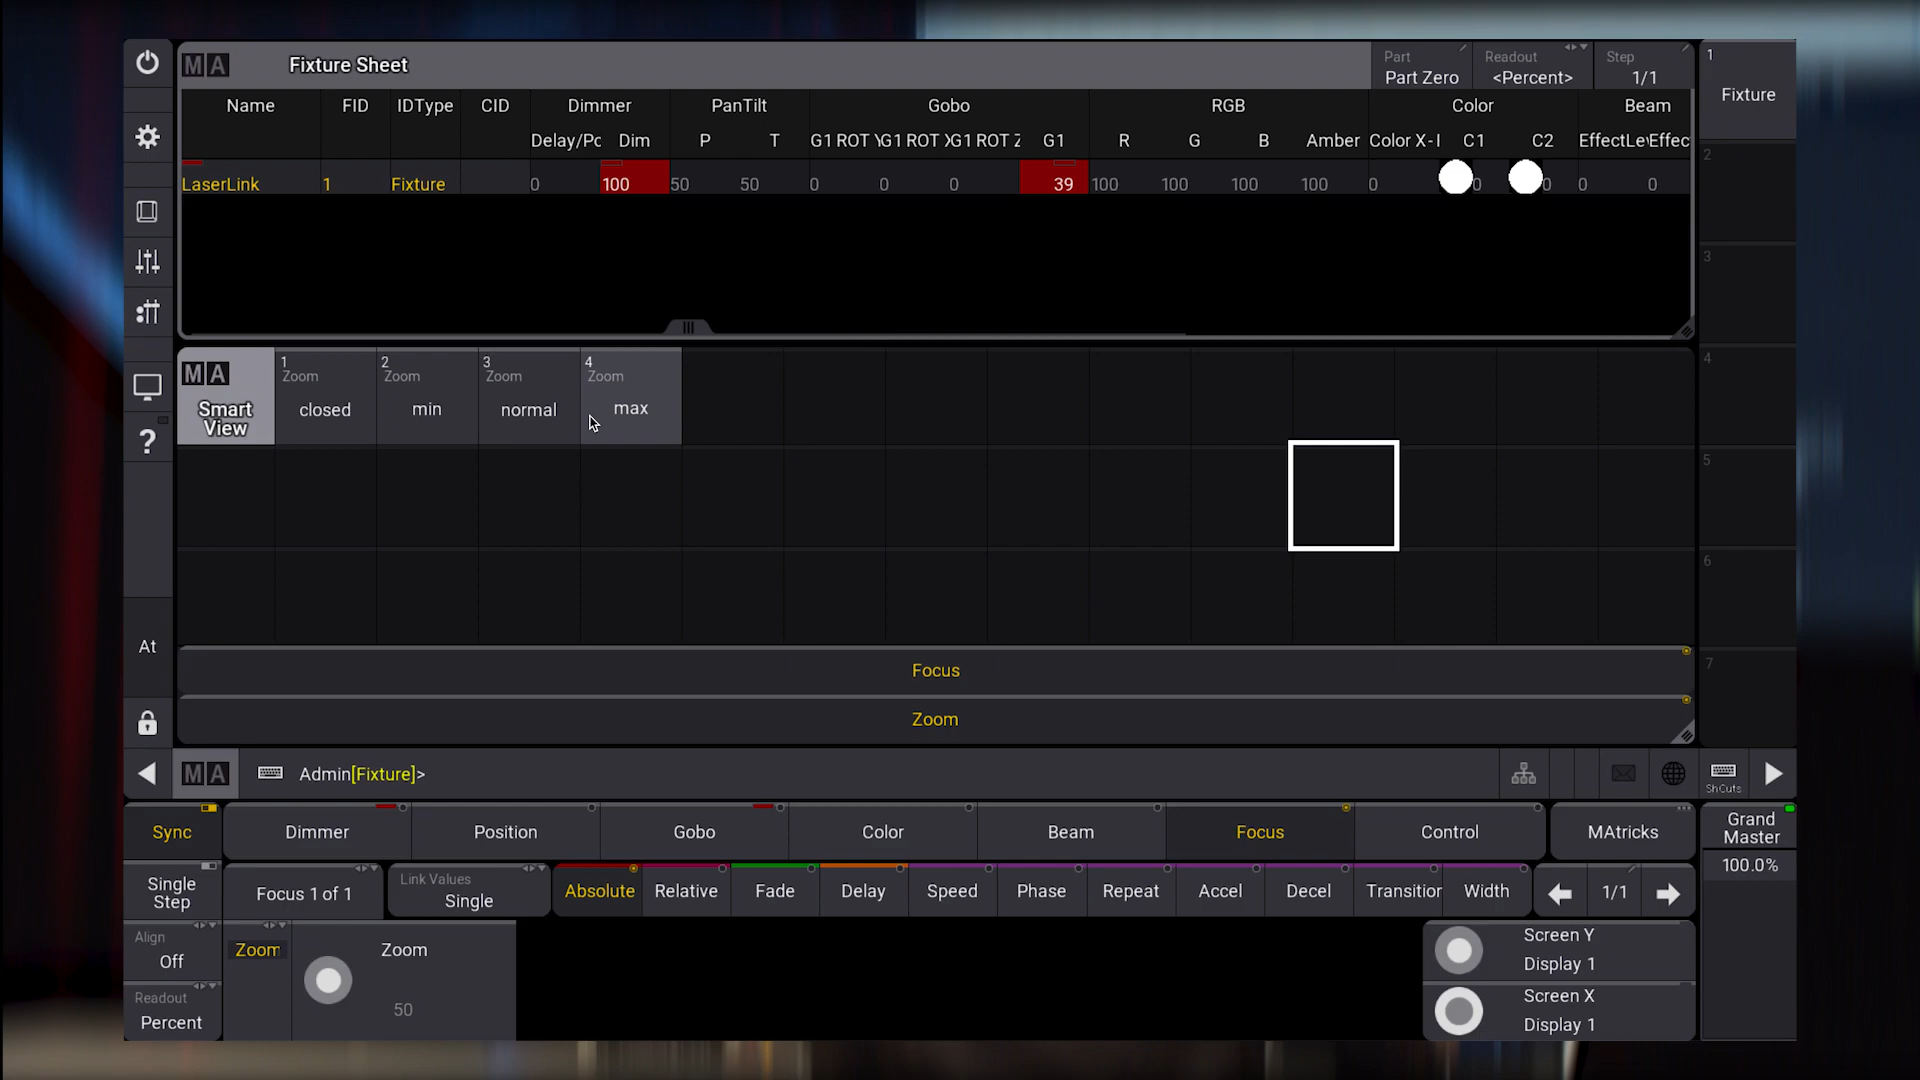 MA Fixture Sheet Part Part Zero Readout <Percent> Step 1/1 1 Fixture
Name FID IDType CID Dimmer PanTilt Gobo RGB Color Beam
Delay/Pc Dim P T G1 ROT Y G1 ROT X G1 ROT Z G1 R G B Amber Color X-I C1 C2 EffectLe Effec
LaserLink 1 Fixture 0 100 50 50 0 0 0 39 100 100 100 100 0 0 0 0 0
2
3
MA Smart View
1 Zoom closed
2 Zoom min
3 Zoom normal
4 Zoom max
4
?
5
6
At
Focus
7
Zoom
MA Admin[Fixture]> ShCuts
Sync Dimmer Position Gobo Color Beam Focus Control MAtricks Grand Master
100.0%
Single Step Focus 1 of 1 Link Values Single Absolute Relative Fade Delay Speed Phase Repeat Accel Decel Transition Width 1/1
Align Off Zoom Zoom 50 Screen Y Display 1
Readout Percent Screen X Display 1